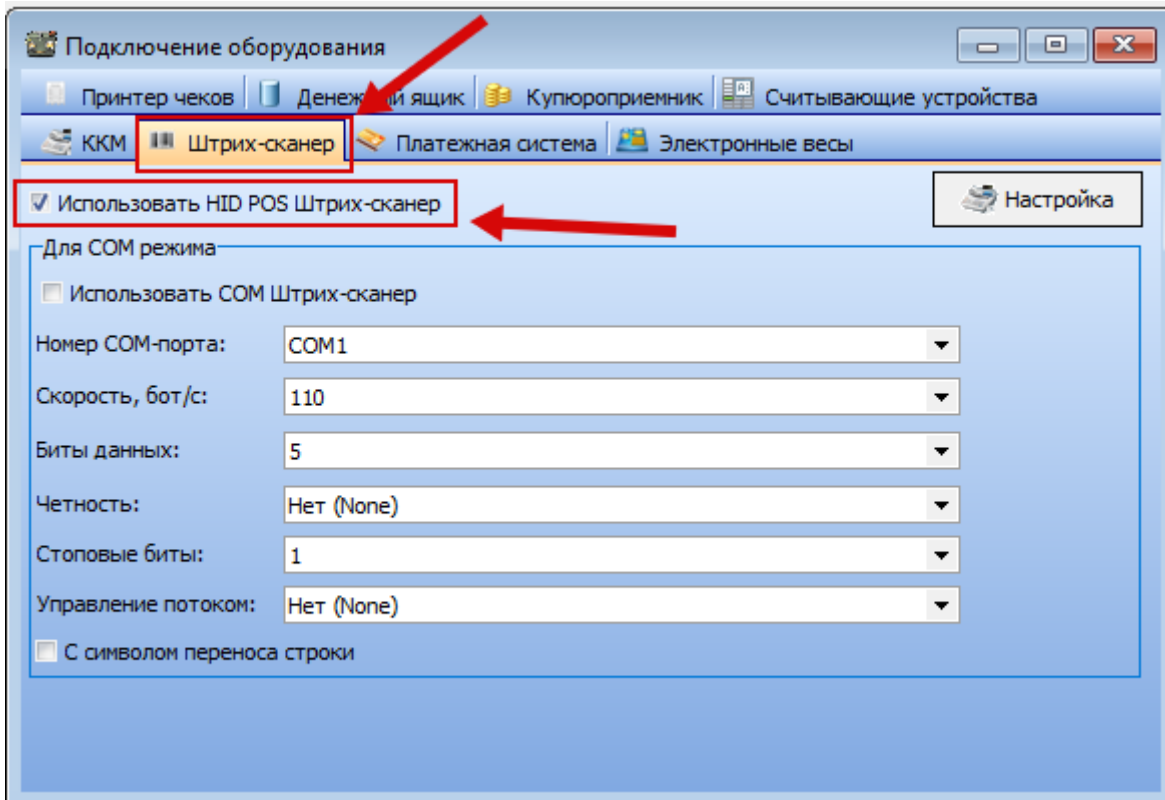 Подключение оборудования
Принтер чеков Денежный ящик Купюроприемник Считывающие устройства
ККМ Штрих-сканер Платежная система Электронные весы
Использовать HID POS Штрих-сканер Настройка
Для COM режима
Использовать COM Штрих-сканер
Номер COM-порта: COM1
Скорость, бот/с: 110
Биты данных: 5
Четность: Нет (None)
Стоповые биты: 1
Управление потоком: Нет (None)
С символом переноса строки